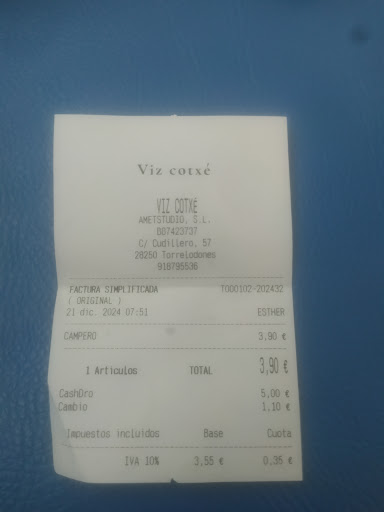 Viz cotxé
VIZ COTXÉ
AMETSTUDIO, S.L.
B87423737
C/ Cudillero, 57
28250 Torrelodones
918795536
FACTURA SIMPLIFICADA T000102-202432
( ORIGINAL )
21 dic. 2024 07:51 ESTHER
CAMPERO 3,90 €
1 Artículos TOTAL 3,90 €
CashDro 5,00 €
Cambio 1,10 €
Impuestos incluidos Base Cuota
IVA 10% 3,55 € 0,35 €